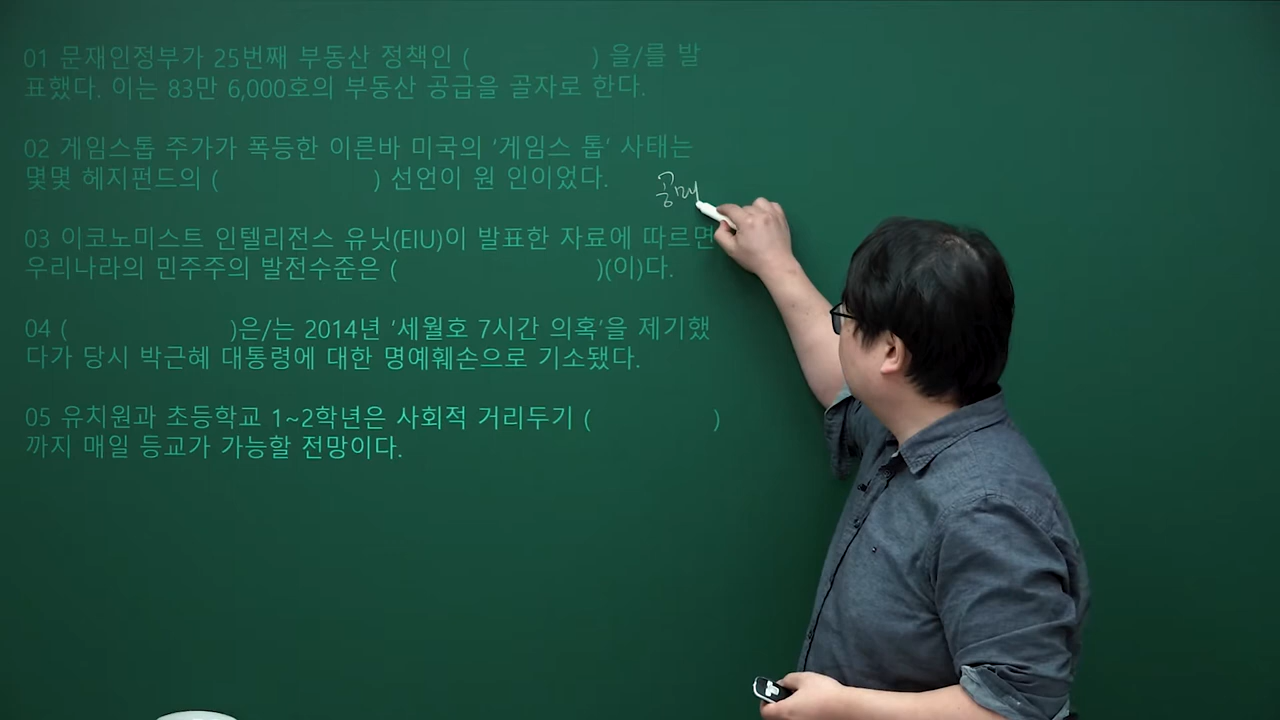 01 문재인정부가 25번째 부동산 정책인 ( ) 을/를 발
표했다. 이는 83만 6,000호의 부동산 공급을 골자로 한다.
02 게임스톱 주가가 폭등한 이른바 미국의 ‘게임스 톱’ 사태는
몇몇 헤지펀드의 ( ) 선언이 원 인이었다.
공매
03 이코노미스트 인텔리전스 유닛(EIU)이 발표한 자료에 따르면
우리나라의 민주주의 발전수준은 ( )(이)다.
04 ( )은/는 2014년 ‘세월호 7시간 의혹’을 제기했
다가 당시 박근혜 대통령에 대한 명예훼손으로 기소됐다.
05 유치원과 초등학교 1~2학년은 사회적 거리두기 ( )
까지 매일 등교가 가능할 전망이다.